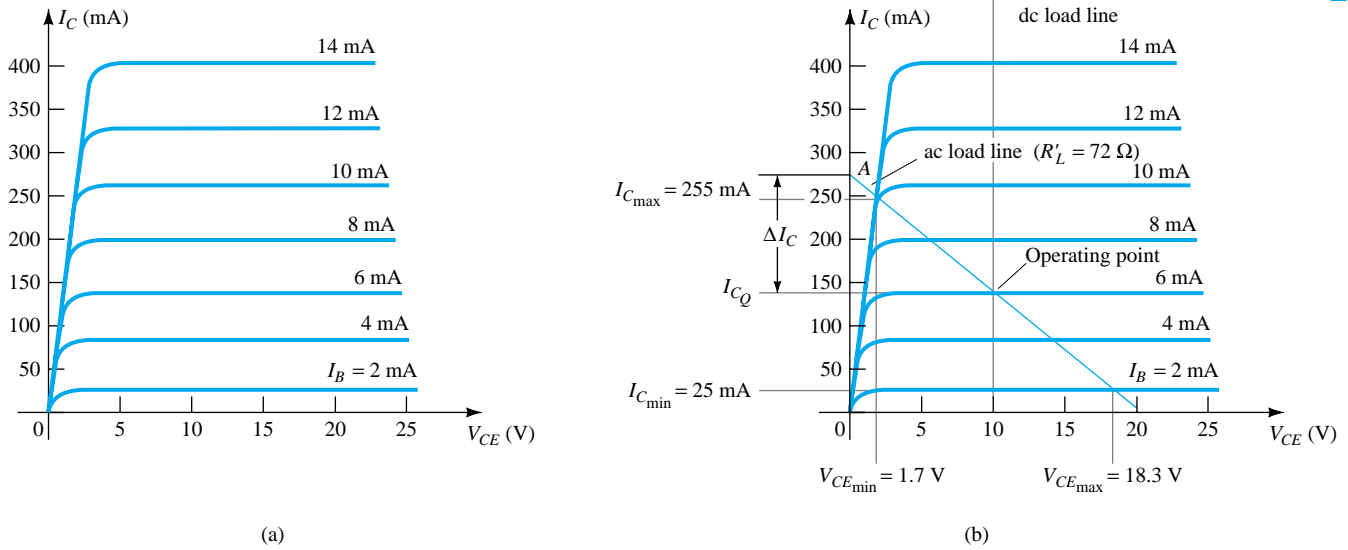 I_C (mA)
14 mA
400
350
12 mA
300
10 mA
250
8 mA
200
150
6 mA
100
4 mA
50
I_B = 2 mA
0
5
10
15
20
25
V_CE (V)
(a)
I_C (mA)
dc load line
14 mA
400
350
12 mA
300
ac load line (R'_L = 72 Ω)
A
10 mA
I_Cmax = 255 mA
250
8 mA
200
ΔI_C
Operating point
150
6 mA
I_CQ
100
4 mA
50
I_B = 2 mA
I_Cmin = 25 mA
0
5
10
15
20
25
V_CE (V)
V_CEmin = 1.7 V
V_CEmax = 18.3 V
(b)